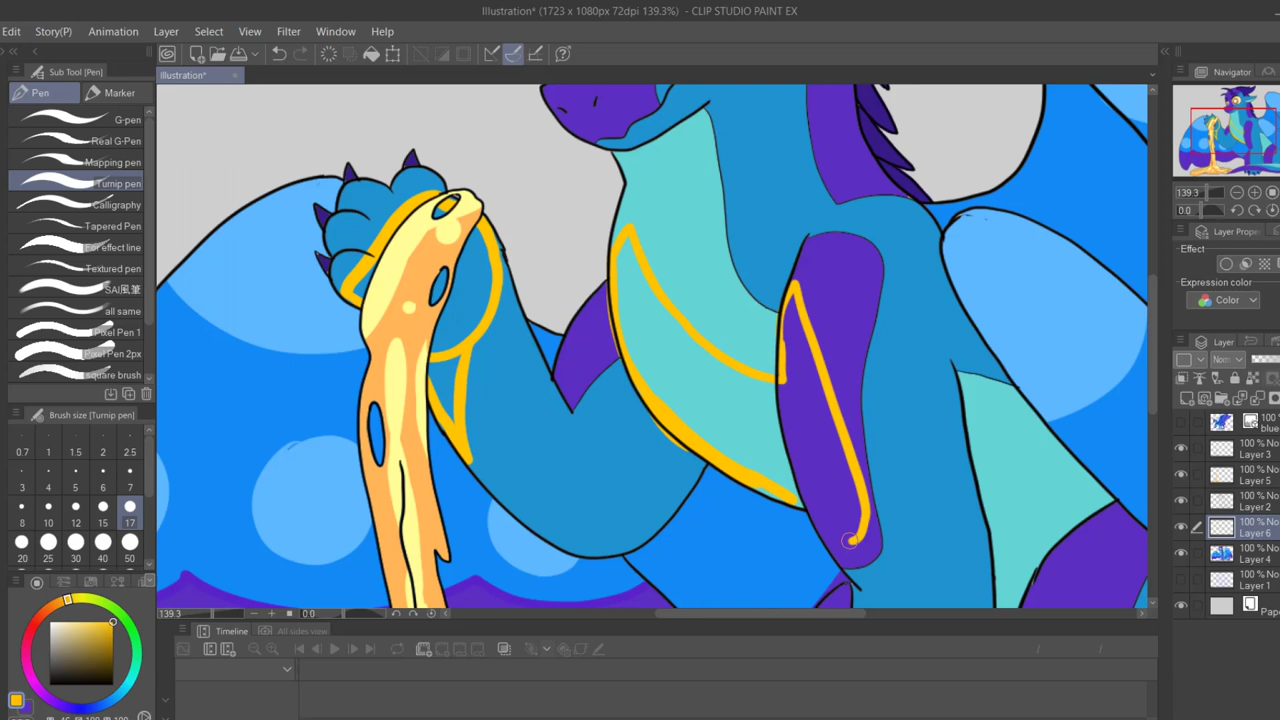 Illustration* (1723 x 1080px 72dpi 139.3%) - CLIP STUDIO PAINT EX
Edit Story(P) Animation Layer Select View Filter Window Help
Sub Tool [Pen]
Illustration*
Navigator
Pen Marker
G-pen
Real G-pen
Mapping pen
Turnip pen
Calligraphy
Tapered Pen
For effect line
Textured pen
SAI風筆
all same
Pixel Pen 1
Pixel Pen 2px
square brush
Brush size [Turnip pen]
0.7 1 1.5 2 2.5
3 4 5 6 7
8 10 12 15 17
20 25 30 40 50
139.3
0.0
Layer Prope
Effect
Expression color
Color
Layer
Nom
100 %
blue
100 % No
Layer 3
100 % No
Layer 5
100 % No
Layer 2
100 % No
Layer 6
100 % No
Layer 4
100 % No
Layer 1
Pape
139.3 0.0
Timeline All sides view